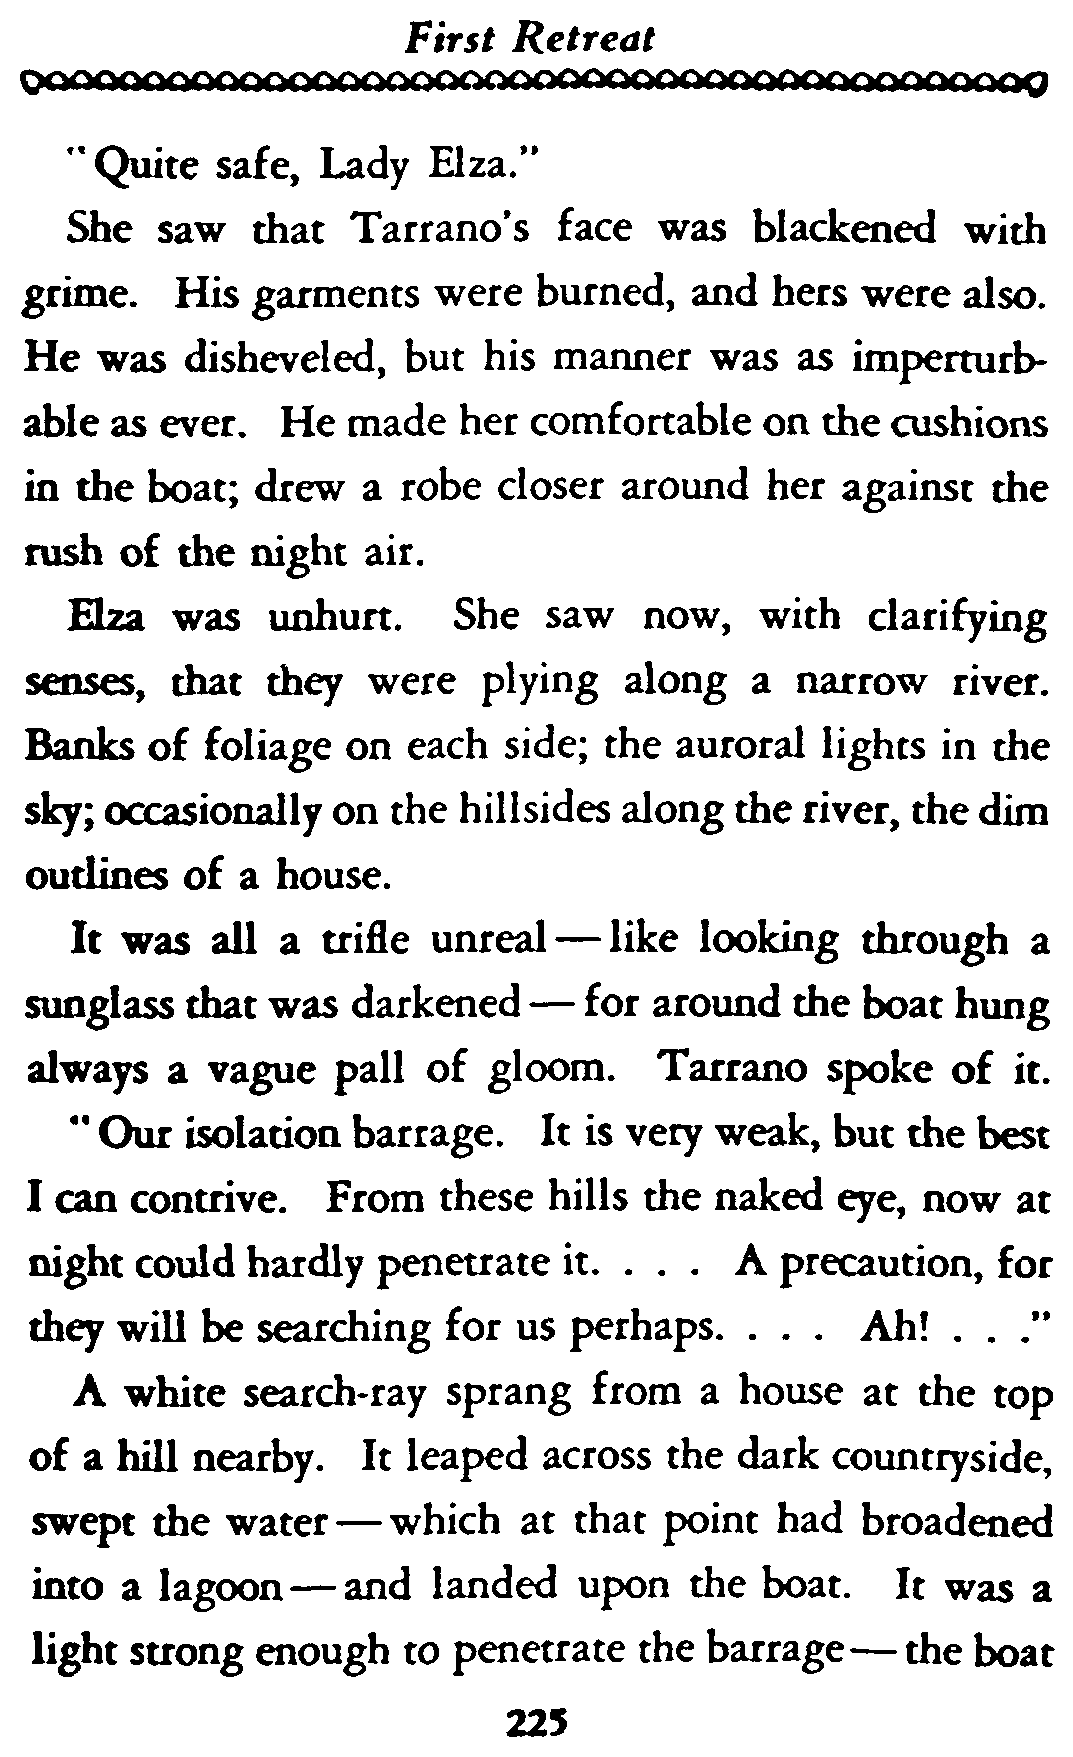 First Retreat
"Quite safe, Lady Elza."
She saw that Tarrano's face was blackened with
grime. His garments were burned, and hers were also.
He was disheveled, but his manner was as imperturb-
able as ever. He made her comfortable on the cushions
in the boat; drew a robe closer around her against the
rush of the night air.
Elza was unhurt. She saw now, with clarifying
senses, that they were plying along a narrow river.
Banks of foliage on each side; the auroral lights in the
sky; occasionally on the hillsides along the river, the dim
outlines of a house.
It was all a trifle unreal—like looking through a
sunglass that was darkened—for around the boat hung
always a vague pall of gloom. Tarrano spoke of it.
"Our isolation barrage. It is very weak, but the best
I can contrive. From these hills the naked eye, now at
night could hardly penetrate it. . . . A precaution, for
they will be searching for us perhaps. . . . Ah! . . ."
A white search-ray sprang from a house at the top
of a hill nearby. It leaped across the dark countryside,
swept the water—which at that point had broadened
into a lagoon—and landed upon the boat. It was a
light strong enough to penetrate the barrage—the boat
225